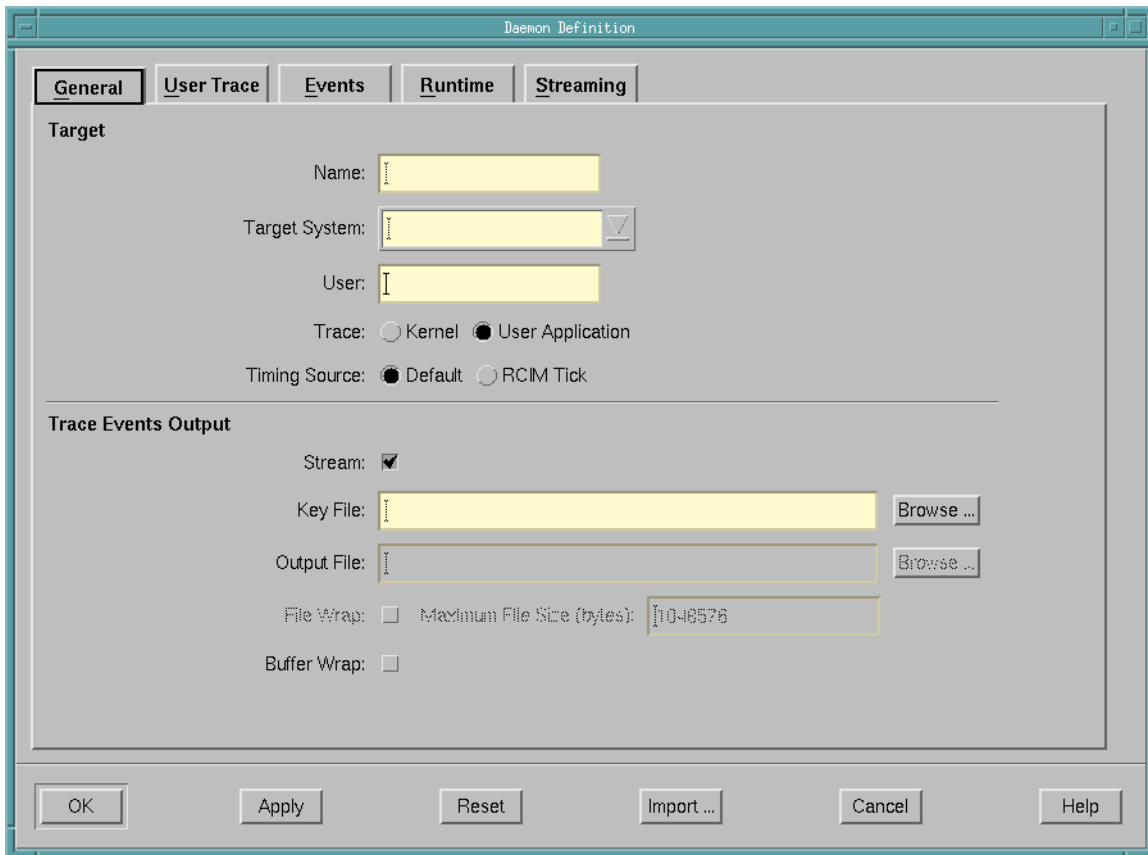 Daemon Definition
General User Trace Events Runtime Streaming
Target
Name:
Target System:
User:
Trace: Kernel User Application
Timing Source: Default RCIM Tick
Trace Events Output
Stream:
Key File: Browse ...
Output File: Browse ...
File Wrap: Maximum File Size (bytes): 1048576
Buffer Wrap:
OK Apply Reset Import ... Cancel Help